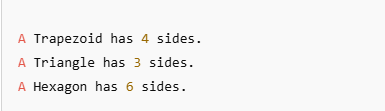 A Trapezoid has 4 sides.
A Triangle has 3 sides.
A Hexagon has 6 sides.